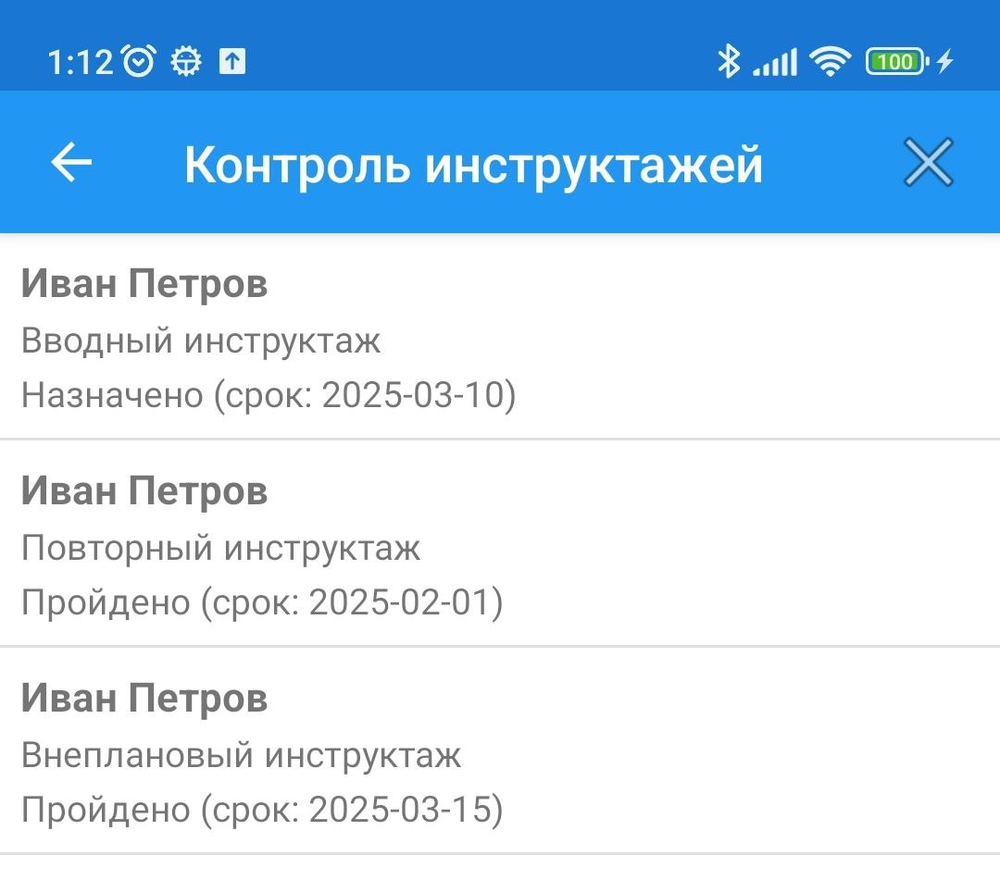 1:12
100
Контроль инструктажей
Иван Петров
Вводный инструктаж
Назначено (срок: 2025-03-10)
Иван Петров
Повторный инструктаж
Пройдено (срок: 2025-02-01)
Иван Петров
Внеплановый инструктаж
Пройдено (срок: 2025-03-15)